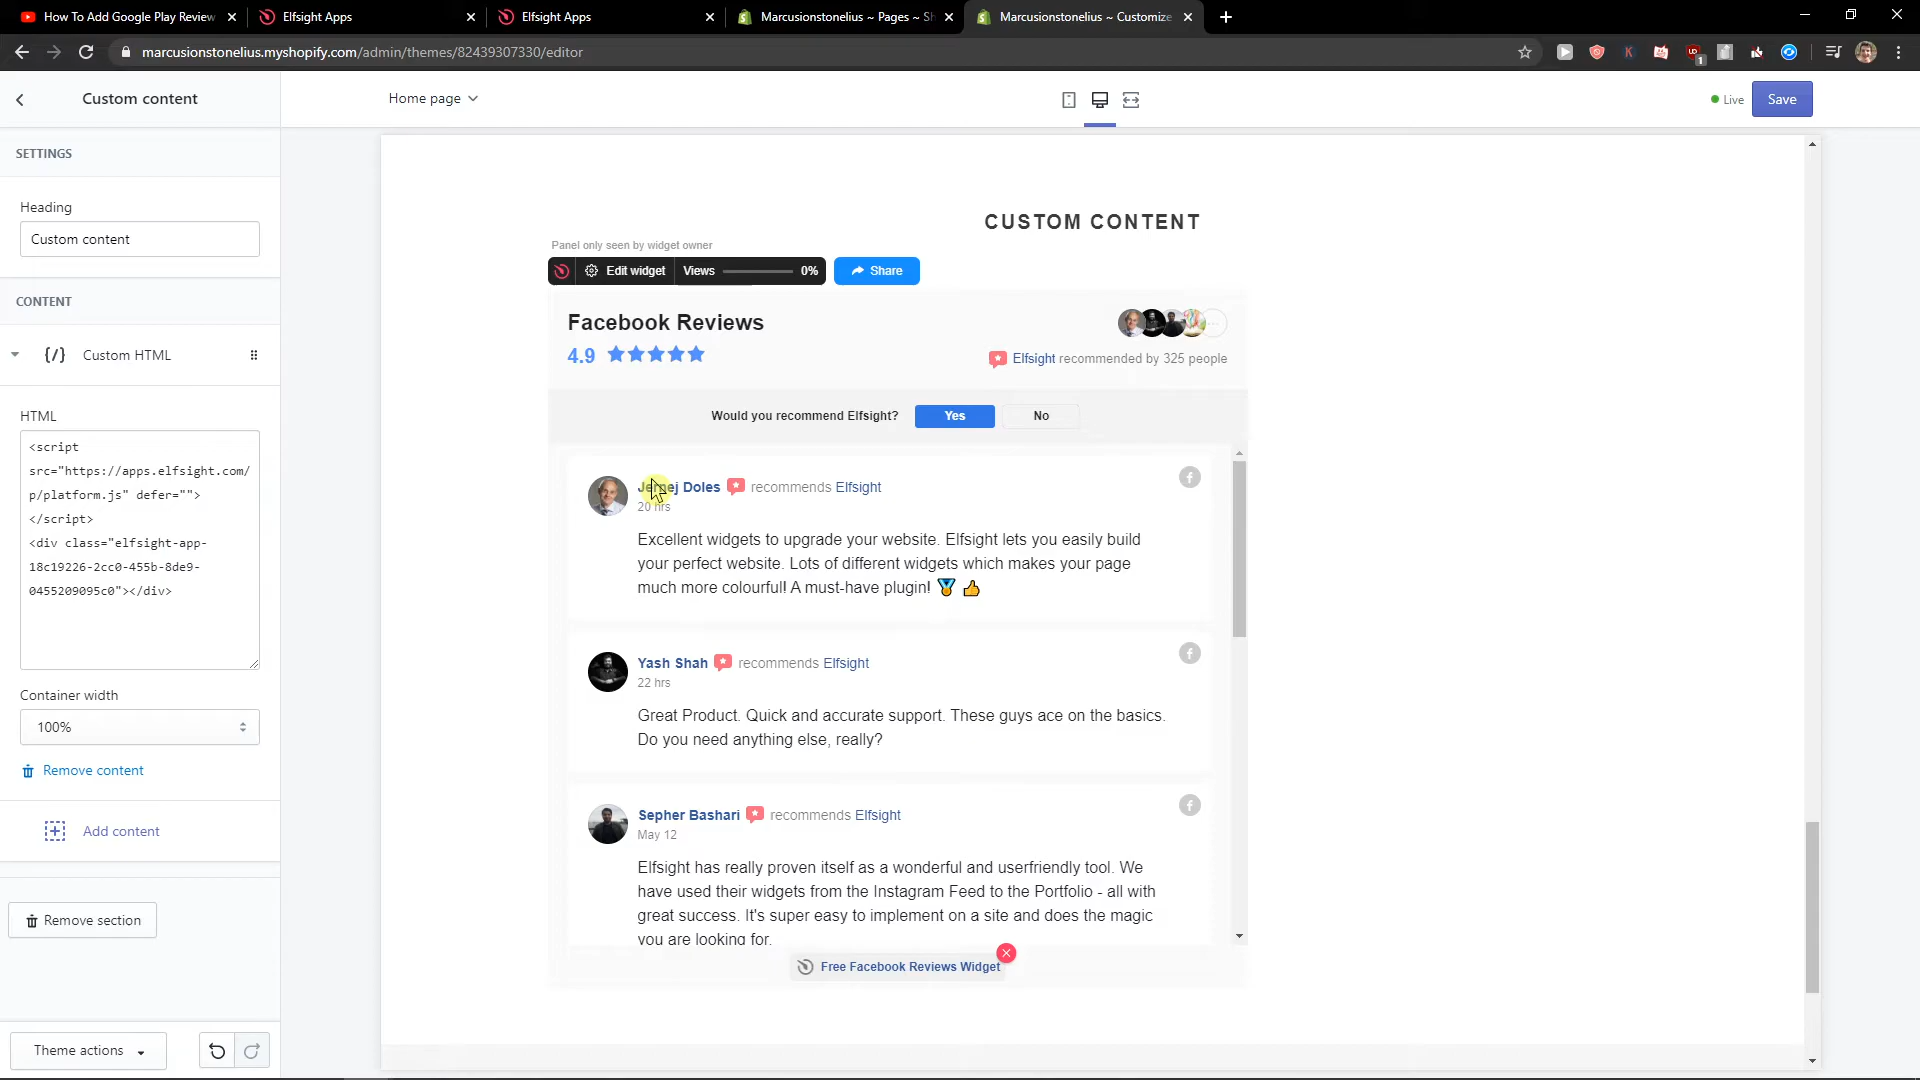 How To Add Google Play Review
Elfsight Apps
Elfsight Apps
Marcusionstonelius ~ Pages ~ Sh
Marcusionstonelius ~ Customize
marcusionstonelius.myshopify.com/admin/themes/82439307330/editor
Custom content
Home page
Live
Save
SETTINGS
Heading
Custom content
CONTENT
Custom HTML
HTML
<script
src="https://apps.elfsight.com/
p/platform.js" defer="">
</script>
<div class="elfsight-app-
18c19226-2cc0-455b-8de9-
0455209095c0"></div>
Container width
100%
Remove content
Add content
Remove section
Theme actions
CUSTOM CONTENT
Panel only seen by widget owner
Edit widget
Views
0%
Share
Facebook Reviews
4.9
Elfsight recommended by 325 people
Would you recommend Elfsight?
Yes
No
Jernej Doles recommends Elfsight
20 hrs
Excellent widgets to upgrade your website. Elfsight lets you easily build
your perfect website. Lots of different widgets which makes your page
much more colourful! A must-have plugin! 🏅 👍
Yash Shah recommends Elfsight
22 hrs
Great Product. Quick and accurate support. These guys ace on the basics.
Do you need anything else, really?
Sepher Bashari recommends Elfsight
May 12
Elfsight has really proven itself as a wonderful and userfriendly tool. We
have used their widgets from the Instagram Feed to the Portfolio - all with
great success. It's super easy to implement on a site and does the magic
you are looking for.
Free Facebook Reviews Widget